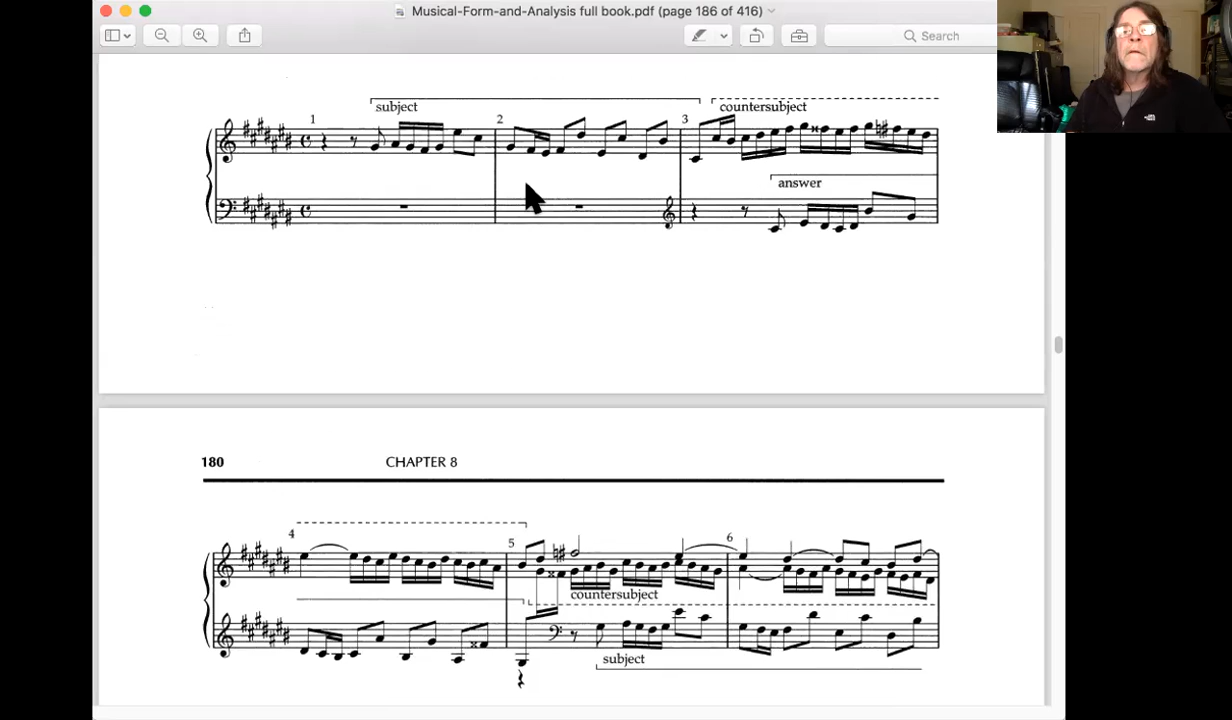 Musical-Form-and-Analysis full book.pdf (page 186 of 416)
Search
subject
countersubject
1
2
3
answer
180 CHAPTER 8
4
5
6
countersubject
subject